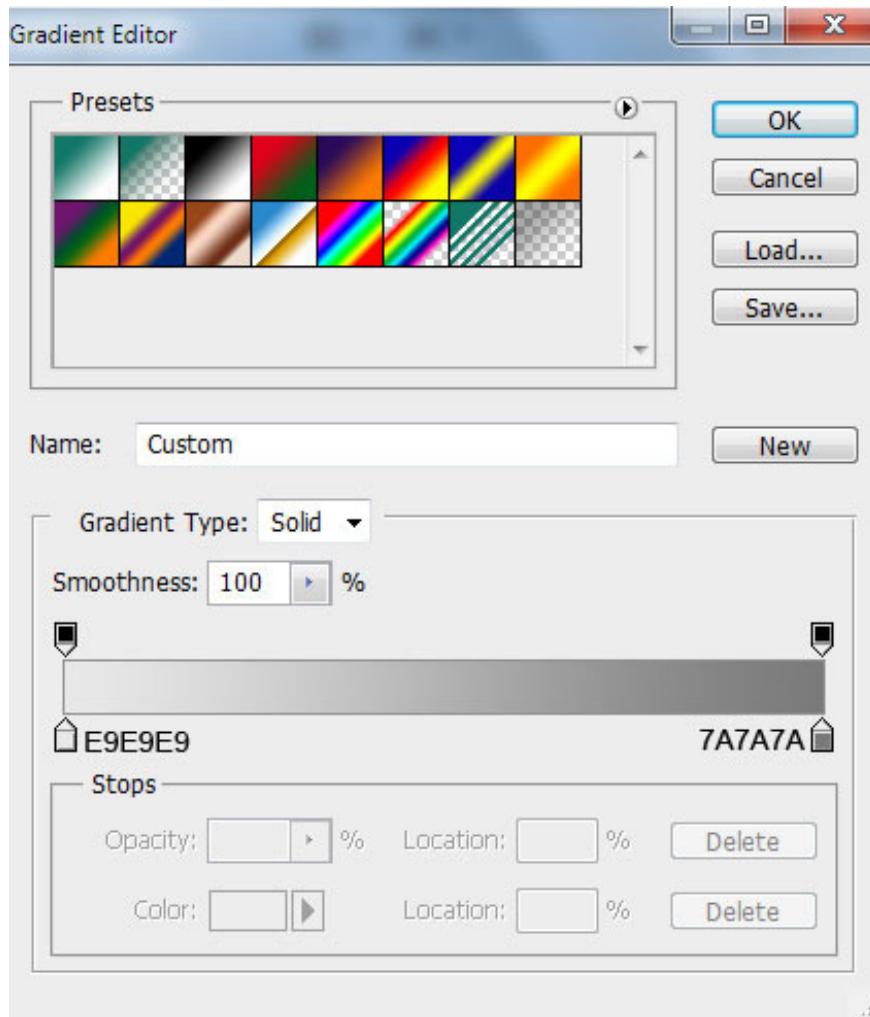 Gradient Editor
Presets
OK
Cancel
Load...
Save...
Name: Custom
New
Gradient Type: Solid
Smoothness: 100 %
E9E9E9 7A7A7A
Stops
Opacity: % Location: % Delete
Color: Location: % Delete